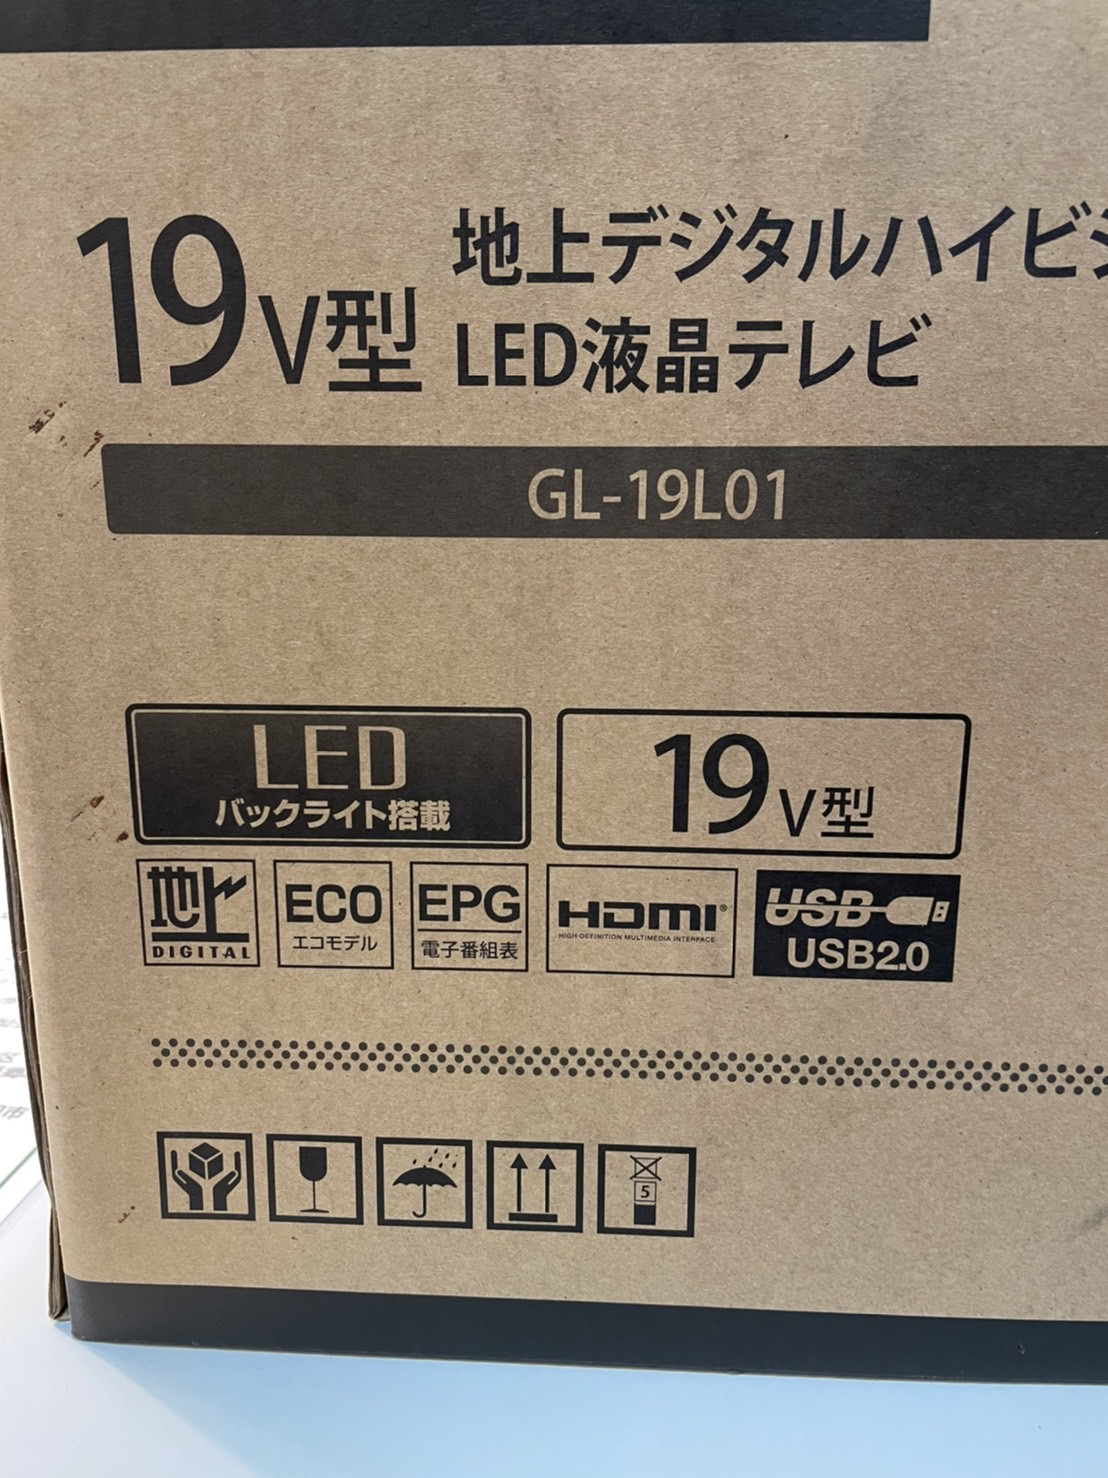 19V型
地上デジタルハイビジ
LED液晶テレビ
GL-19L01
LED
バックライト搭載
19V型
地上
DIGITAL
ECO
エコモデル
EPG
電子番組表
HDMI®
HIGH-DEFINITION MULTIMEDIA INTERFACE
USB
USB2.0
5